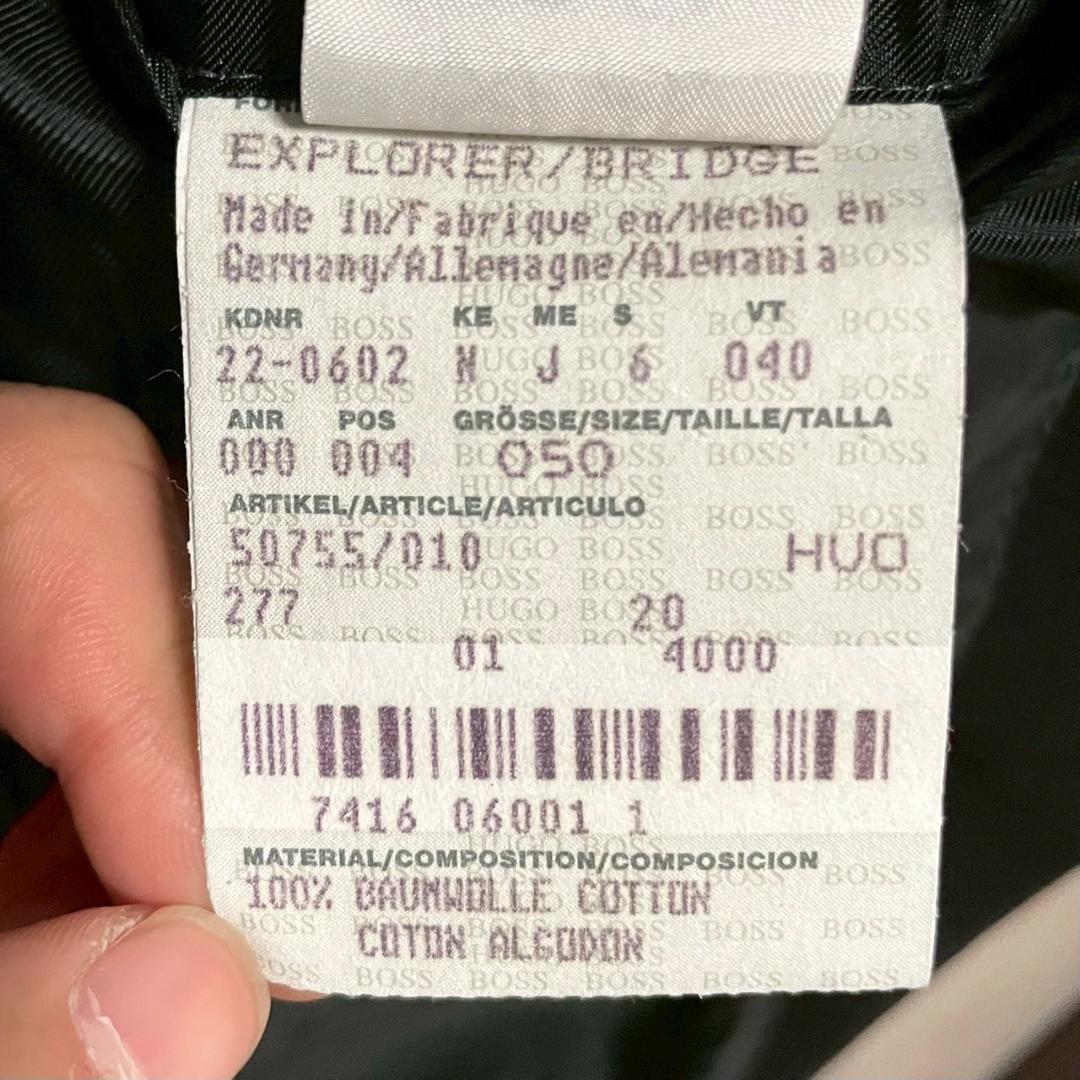 EXPLORER/BRIDGE
Made in/Fabrique en/Hecho en
Germany/Allemagne/Alemania
KDNR KE ME S VT
22-0602 N J 6 040
ANR POS GRÖSSE/SIZE/TAILLE/TALLA
000 004 050
ARTIKEL/ARTICLE/ARTICULO
50755/010 HUO
277 20
01 4000
7416 06001 1
MATERIAL/COMPOSITION/COMPOSICION
100% BAUMWOLLE COTTON
COTON ALGODON